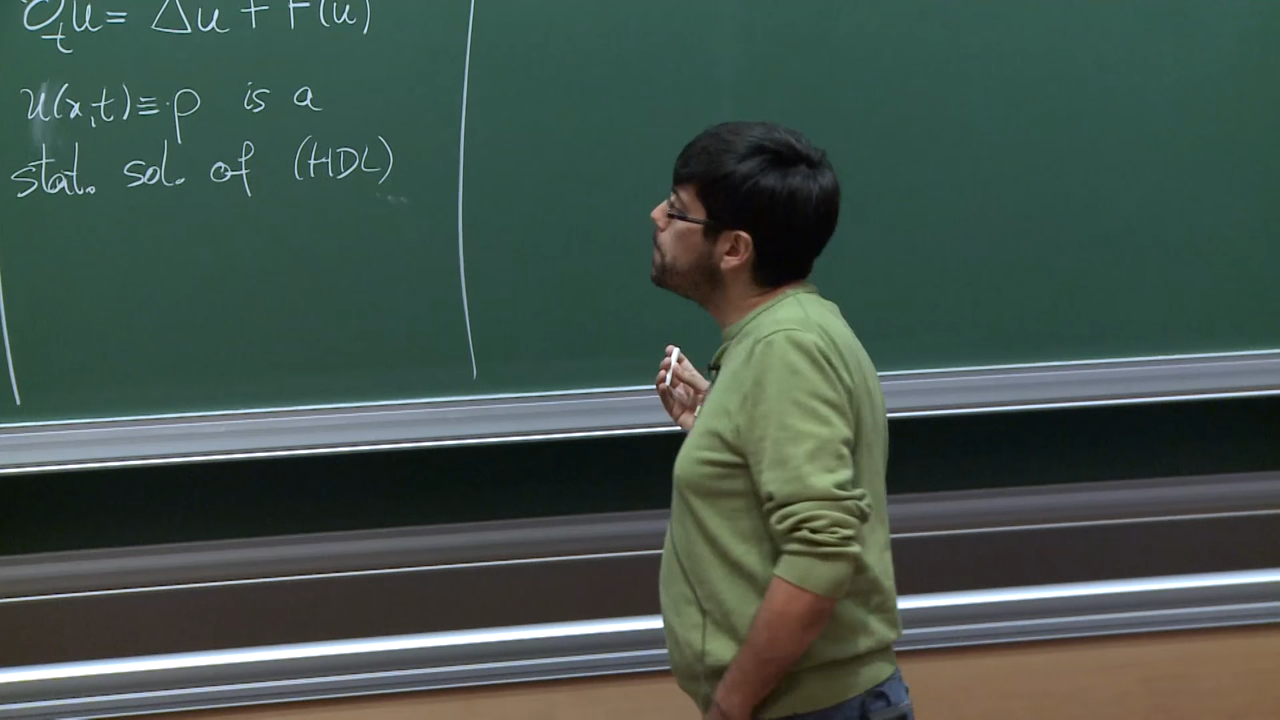 ∂ₜu = Δu + F(u)
u(x,t) ≡ p is a
stat. sol. of (HDL)